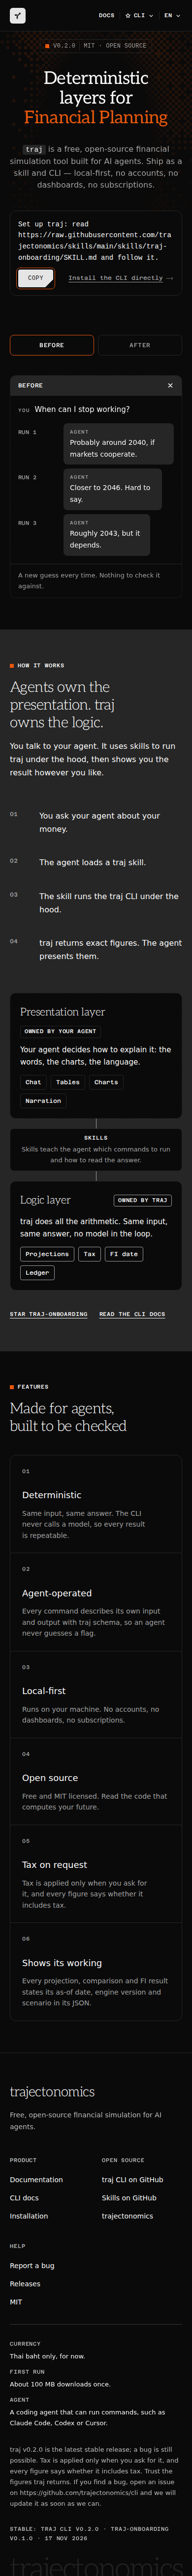 DOCS
☆ CLI
EN
V0.2.0 MIT · OPEN SOURCE
Deterministic
layers for
Financial Planning
traj is a free, open-source financial
simulation tool built for AI agents. Ship as a
skill and CLI — local-first, no accounts, no
dashboards, no subscriptions.
Set up traj: read
https://raw.githubusercontent.com/tra
jectonomics/skills/main/skills/traj-
onboarding/SKILL.md and follow it.
COPY
Install the CLI directly →
BEFORE
AFTER
BEFORE ×
YOU When can I stop working?
RUN 1
AGENT
Probably around 2040, if
markets cooperate.
RUN 2
AGENT
Closer to 2046. Hard to
say.
RUN 3
AGENT
Roughly 2043, but it
depends.
A new guess every time. Nothing to check it
against.
HOW IT WORKS
Agents own the
presentation. traj
owns the logic.
You talk to your agent. It uses skills to run
traj under the hood, then shows you the
result however you like.
01
You ask your agent about your
money.
02
The agent loads a traj skill.
03
The skill runs the traj CLI under the
hood.
04
traj returns exact figures. The agent
presents them.
Presentation layer
OWNED BY YOUR AGENT
Your agent decides how to explain it: the
words, the charts, the language.
Chat Tables Charts
Narration
SKILLS
Skills teach the agent which commands to run
and how to read the answer.
Logic layer
OWNED BY TRAJ
traj does all the arithmetic. Same input,
same answer, no model in the loop.
Projections Tax FI date
Ledger
STAR TRAJ-ONBOARDING READ THE CLI DOCS
FEATURES
Made for agents,
built to be checked
01
Deterministic
Same input, same answer. The CLI
never calls a model, so every result
is repeatable.
02
Agent-operated
Every command describes its own input
and output with traj schema, so an agent
never guesses a flag.
03
Local-first
Runs on your machine. No accounts, no
dashboards, no subscriptions.
04
Open source
Free and MIT licensed. Read the code that
computes your future.
05
Tax on request
Tax is applied only when you ask for
it, and every figure says whether it
includes tax.
06
Shows its working
Every projection, comparison and FI result
states its as-of date, engine version and
scenario in its JSON.
trajectonomics
Free, open-source financial simulation for AI
agents.
PRODUCT
Documentation
CLI docs
Installation
OPEN SOURCE
traj CLI on GitHub
Skills on GitHub
trajectonomics
HELP
Report a bug
Releases
MIT
CURRENCY
Thai baht only, for now.
FIRST RUN
About 100 MB downloads once.
AGENT
A coding agent that can run commands, such as
Claude Code, Codex or Cursor.
traj v0.2.0 is the latest stable release; a bug is still
possible. Tax is applied only when you ask for it, and
every figure says whether it includes tax. Trust the
figures traj returns. If you find a bug, open an issue
on https://github.com/trajectonomics/cli and we will
update it as soon as we can.
STABLE: TRAJ CLI V0.2.0 · TRAJ-ONBOARDING
V0.1.0 · 17 NOV 2026
trajectonomics